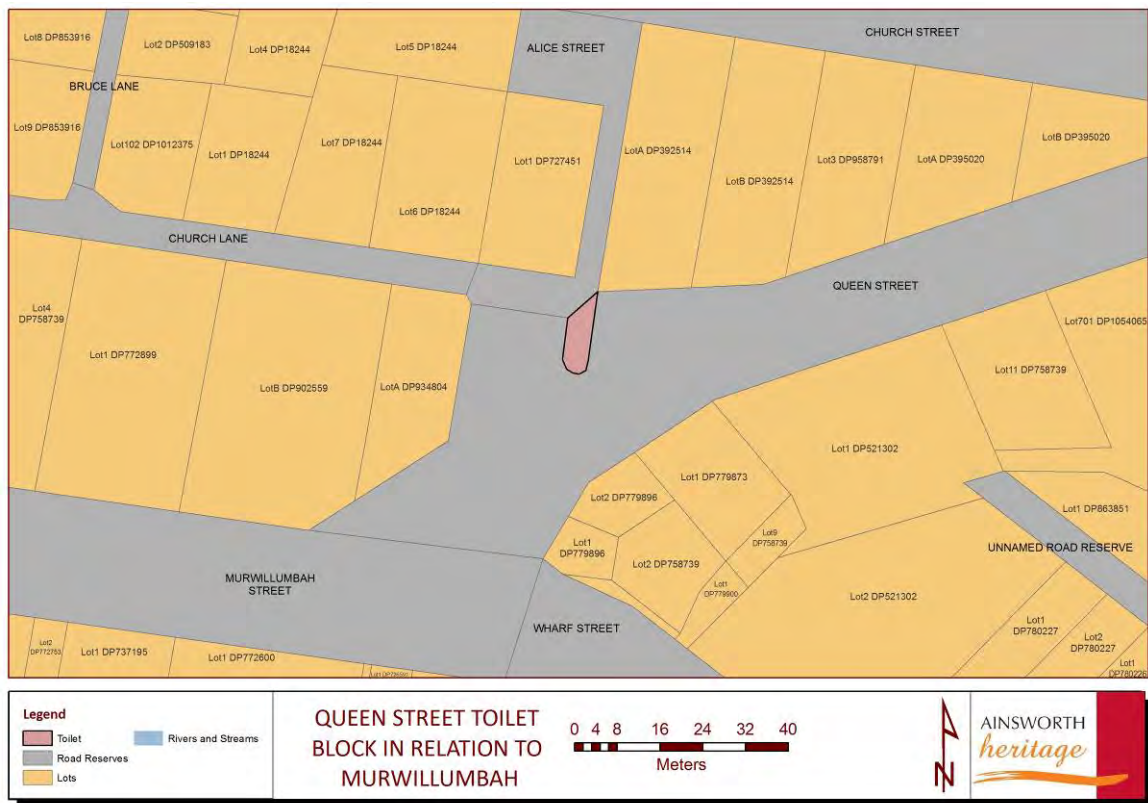 Lot8 DP853916
Lot2 DP509183
Lot4 DP18244
Lot5 DP18244
ALICE STREET
CHURCH STREET
BRUCE LANE
Lot9 DP853916
Lot102 DP1012375
Lot1 DP18244
Lot7 DP18244
Lot1 DP727451
LotA DP392514
LotB DP392514
Lot3 DP958791
LotA DP395020
LotB DP395020
Lot6 DP18244
CHURCH LANE
QUEEN STREET
Lot4
DP758739
Lot1 DP772899
LotB DP902559
LotA DP934804
Lot701 DP1054065
Lot11 DP758739
Lot1 DP521302
Lot1 DP779873
Lot2 DP779896
Lot1
DP779896
Lot9
DP758739
Lot2 DP758739
Lot1
DP779900
Lot1 DP863851
UNNAMED ROAD RESERVE
MURWILLUMBAH
STREET
WHARF STREET
Lot2 DP521302
Lot1
DP780227
Lot2
DP780227
Lot1
DP780226
Lot2
DP772753
Lot1 DP737195
Lot1 DP772600
Legend
Toilet
Rivers and Streams
Road Reserves
Lots
QUEEN STREET TOILET
BLOCK IN RELATION TO
MURWILLUMBAH
0 4 8 16 24 32 40
Meters
N
AINSWORTH
heritage